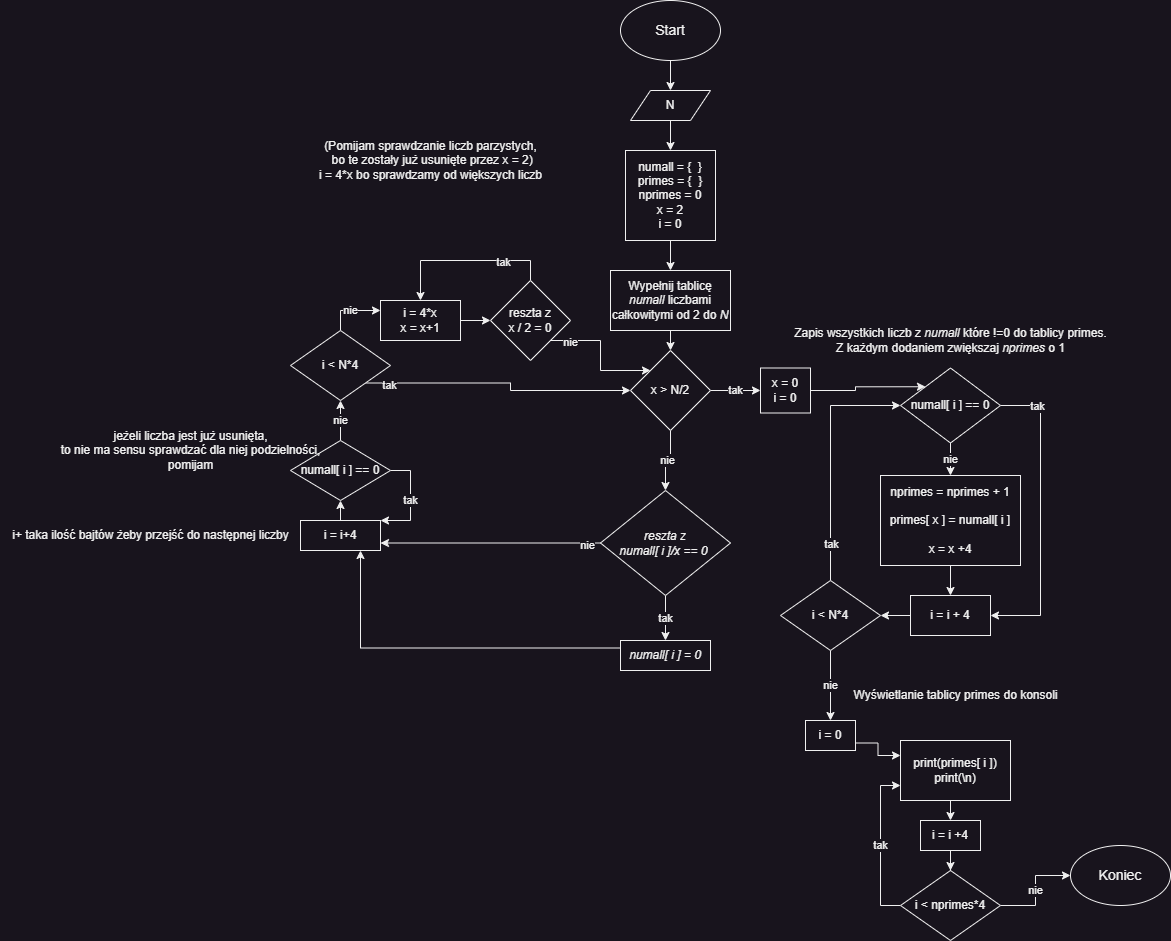 Start
N
(Pomijam sprawdzanie liczb parzystych,
bo te zostały już usunięte przez x = 2)
i = 4*x bo sprawdzamy od większych liczb
numall = { }
primes = { }
nprimes = 0
x = 2
i = 0
Wypełnij tablicę
numall liczbami
całkowitymi od 2 do N
tak
i = 4*x
x = x+1
reszta z
x / 2 = 0
nie
nie
i < N*4
tak
x > N/2
tak
x = 0
i = 0
Zapis wszystkich liczb z numall które !=0 do tablicy primes.
Z każdym dodaniem zwiększaj nprimes o 1
numall[ i ] == 0
tak
nie
nie
jeżeli liczba jest już usunięta,
to nie ma sensu sprawdzać dla niej podzielności,
pomijam
numall[ i ] == 0
tak
nie
i+ taka ilość bajtów żeby przejść do następnej liczby
i = i+4
nie
reszta z
numall[ i ]/x == 0
tak
numall[ i ] = 0
nprimes = nprimes + 1
primes[ x ] = numall[ i ]
x = x +4
tak
i < N*4
i = i + 4
nie
Wyświetlanie tablicy primes do konsoli
i = 0
print(primes[ i ])
print(\n)
i = i +4
tak
i < nprimes*4
nie
Koniec